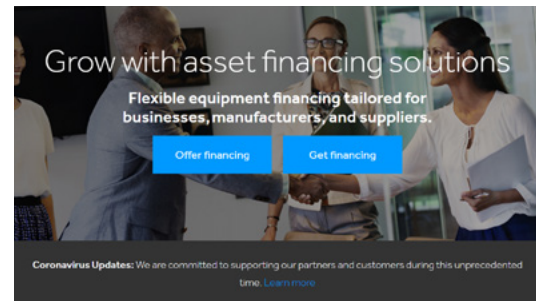 Grow with asset financing solutions
Flexible equipment financing tailored for
businesses, manufacturers, and suppliers.
Offer financing
Get financing
Coronavirus Updates: We are committed to supporting our partners and customers during this unprecedented
time. Learn more